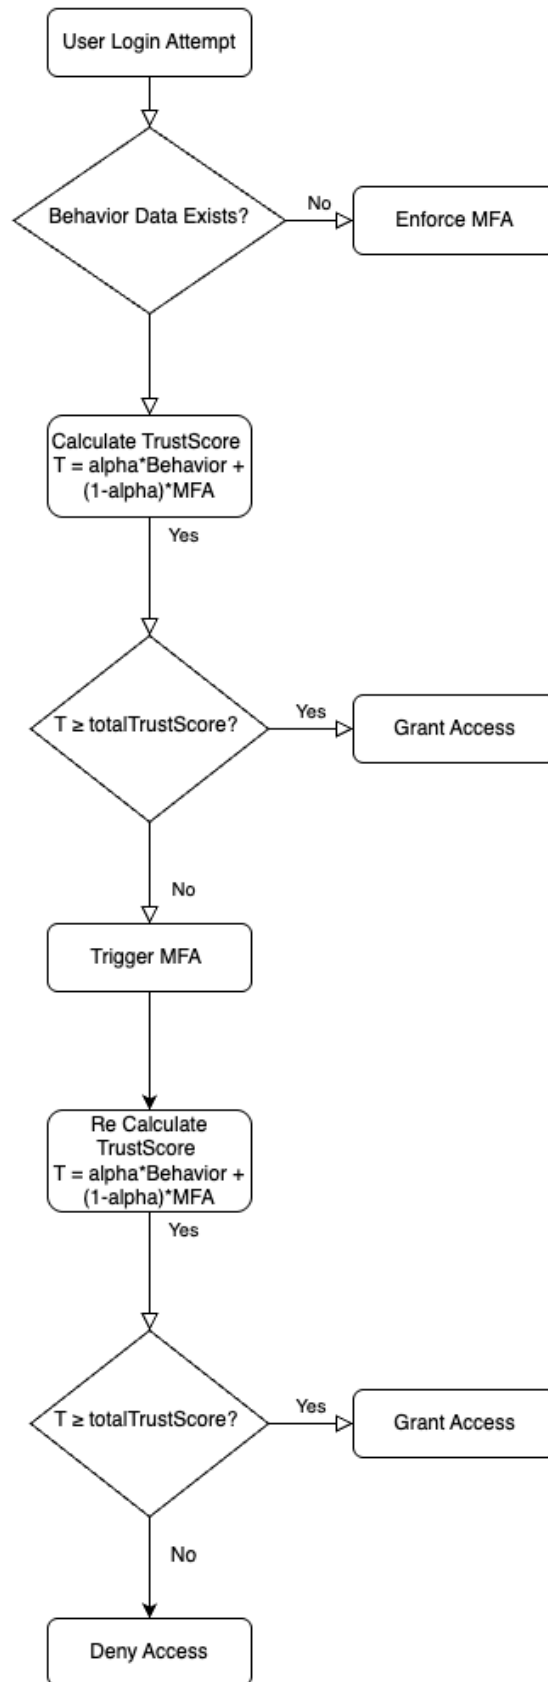 User Login Attempt
Behavior Data Exists?
No
Enforce MFA
Calculate TrustScore
T = alpha*Behavior +
(1-alpha)*MFA
Yes
T ≥ totalTrustScore?
Yes
Grant Access
No
Trigger MFA
Re Calculate
TrustScore
T = alpha*Behavior +
(1-alpha)*MFA
Yes
T ≥ totalTrustScore?
Yes
Grant Access
No
Deny Access